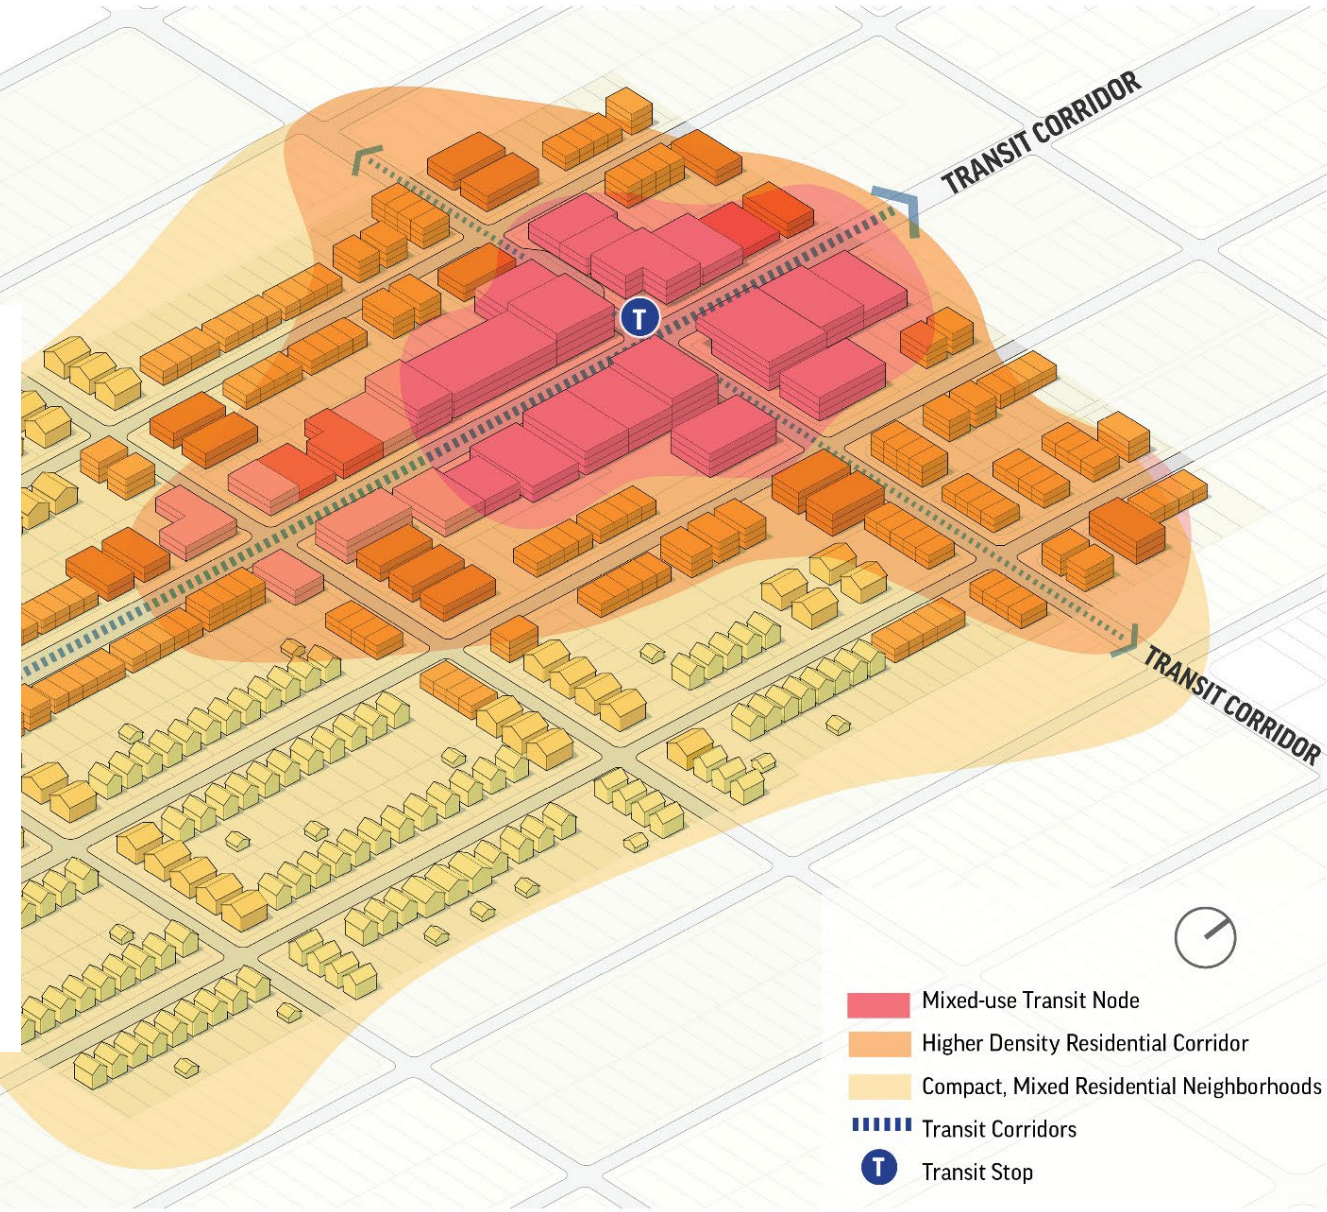 TRANSIT CORRIDOR
T
TRANSIT CORRIDOR
Mixed-use Transit Node
Higher Density Residential Corridor
Compact, Mixed Residential Neighborhoods
Transit Corridors
T
Transit Stop